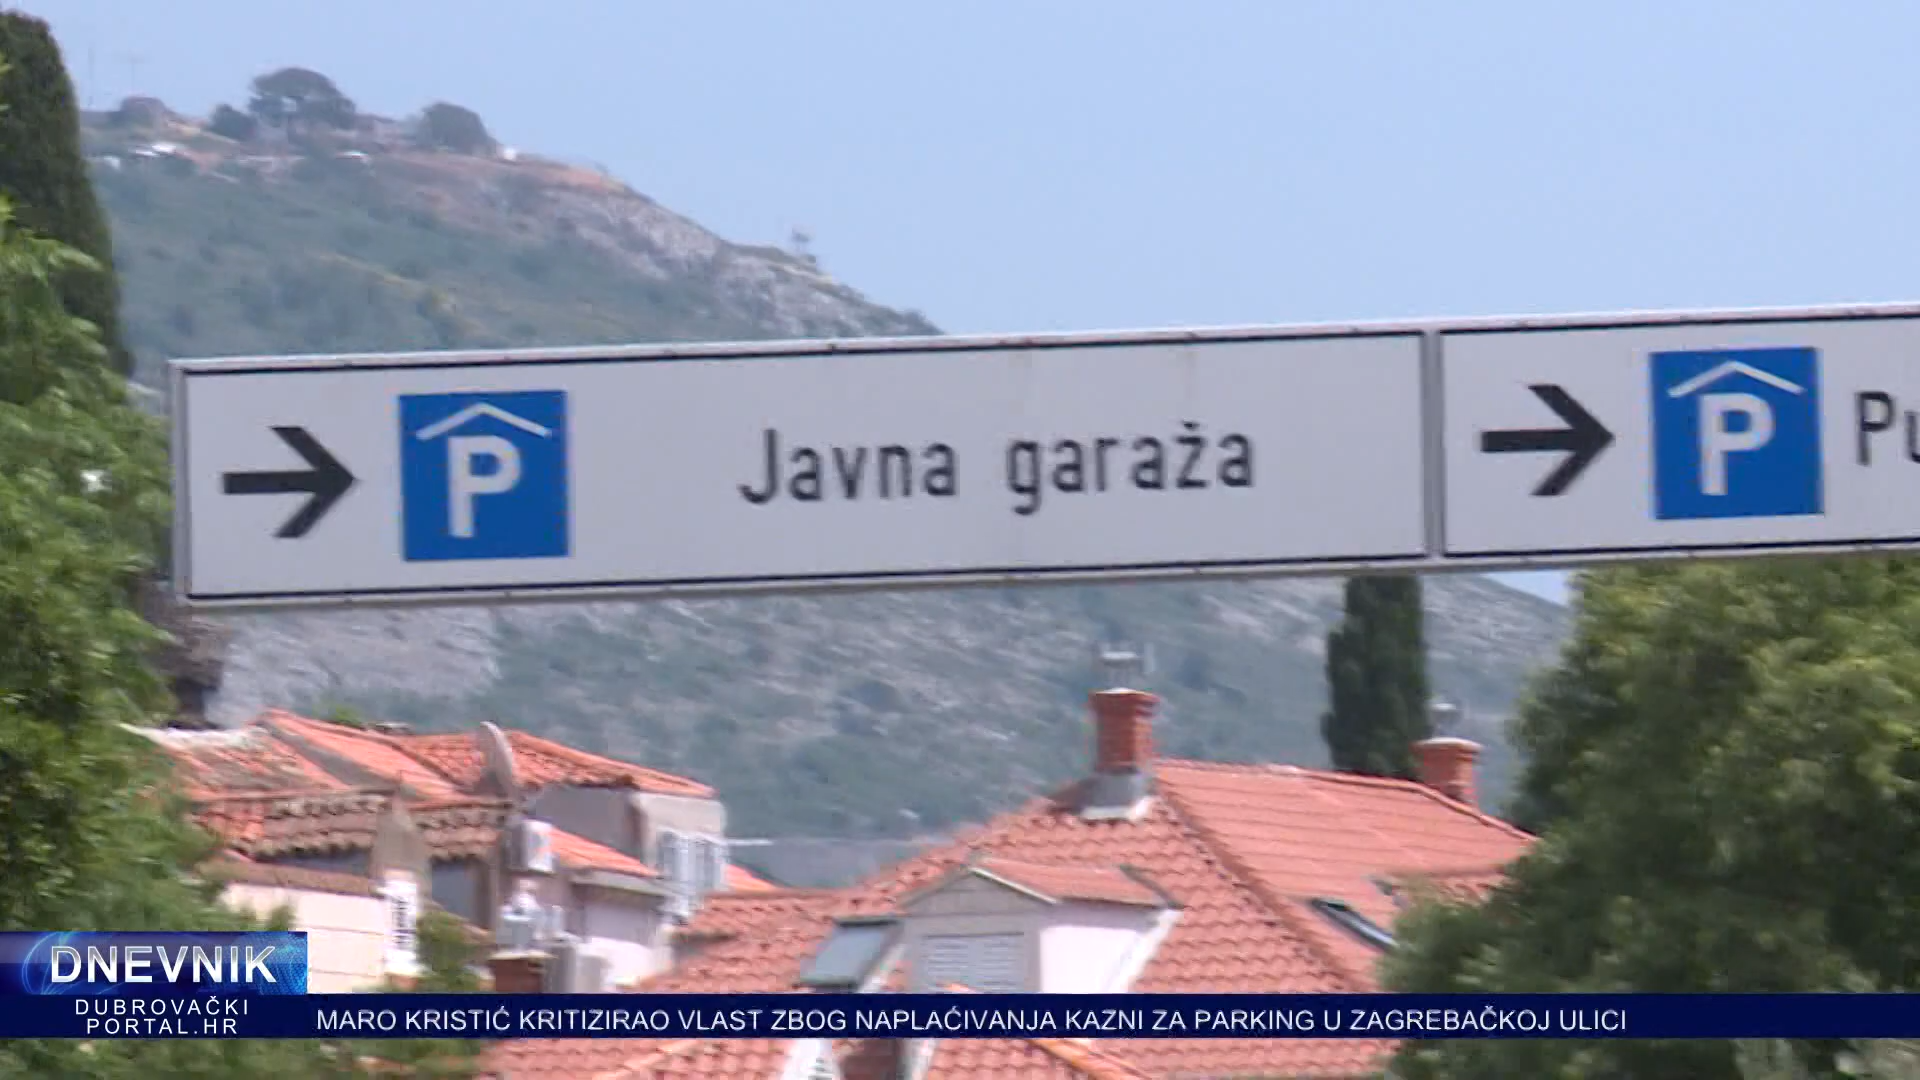 P Javna garaža
P
DNEVNIK
DUBROVAČKI
PORTAL.HR
MARO KRISTIĆ KRITIZIRAO VLAST ZBOG NAPLAĆIVANJA KAZNI ZA PARKING U ZAGREBAČKOJ ULICI